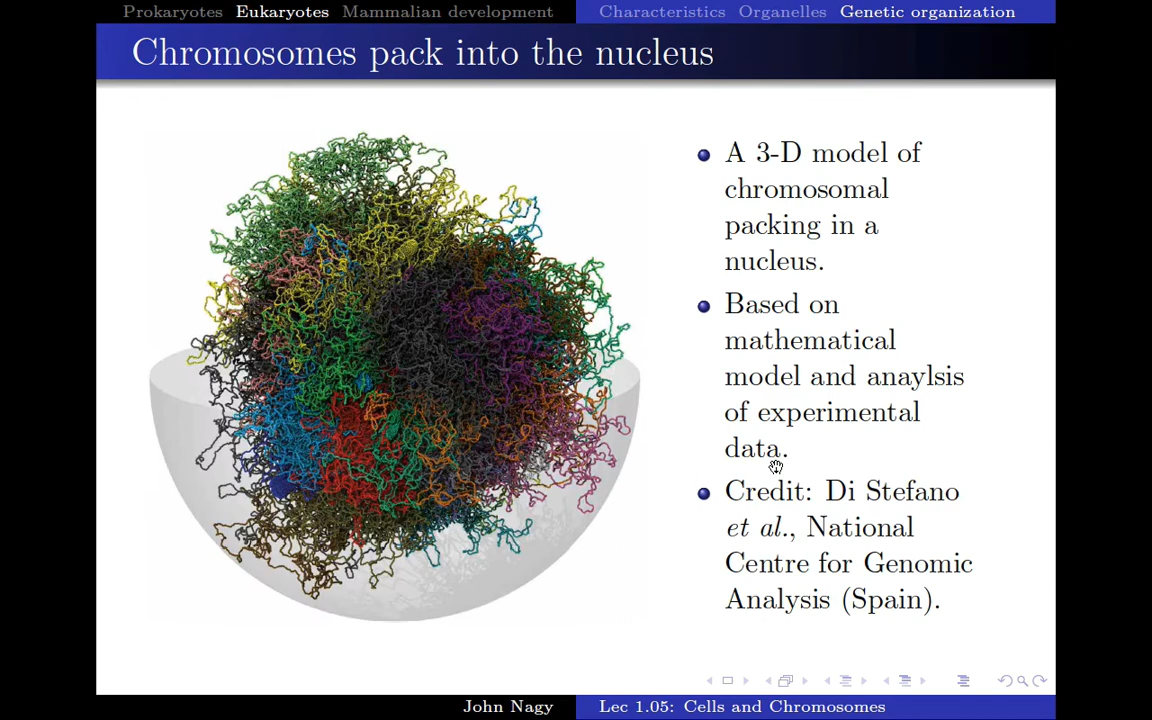 Prokaryotes Eukaryotes Mammalian development Characteristics Organelles Genetic organization
Chromosomes pack into the nucleus
A 3-D model of
chromosomal
packing in a
nucleus.
Based on
mathematical
model and anaylsis
of experimental
data.
Credit: Di Stefano
et al., National
Centre for Genomic
Analysis (Spain).
John Nagy Lec 1.05: Cells and Chromosomes